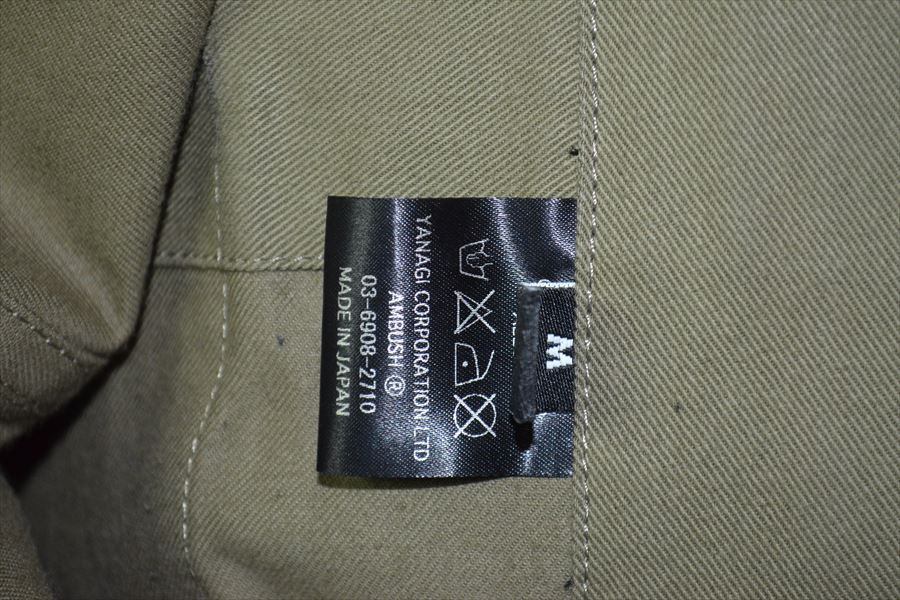 M
YANAGI CORPORATION.LTD
AMBUSH ®
03-6908-2710
MADE IN JAPAN